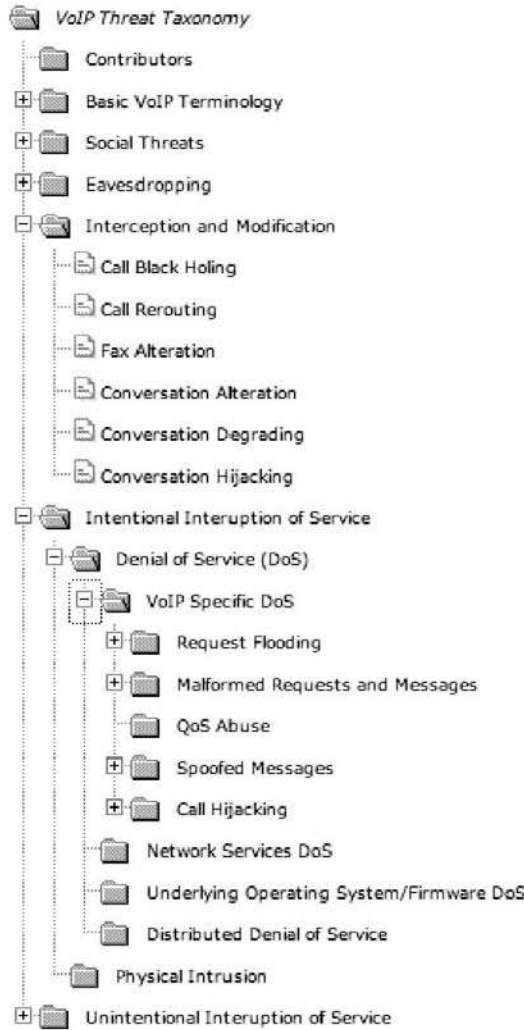 VoIP Threat Taxonomy
Contributors
Basic VoIP Terminology
Social Threats
Eavesdropping
Interception and Modification
Call Black Holing
Call Rerouting
Fax Alteration
Conversation Alteration
Conversation Degrading
Conversation Hijacking
Intentional Interuption of Service
Denial of Service (DoS)
VoIP Specific DoS
Request Flooding
Malformed Requests and Messages
QoS Abuse
Spoofed Messages
Call Hijacking
Network Services DoS
Underlying Operating System/Firmware DoS
Distributed Denial of Service
Physical Intrusion
Unintentional Interuption of Service